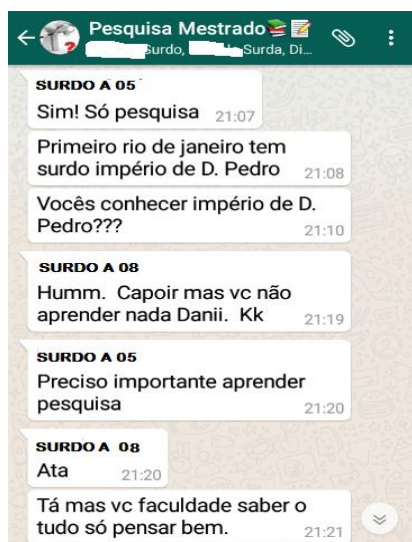 Pesquisa Mestrado📚📝
Surdo, Surda, Di...
SURDO A 05
Sim! Só pesquisa 21:07
Primeiro rio de janeiro tem
surdo império de D. Pedro 21:08
Vocês conhecer império de D.
Pedro??? 21:10
SURDO A 08
Humm. Capoir mas vc não
aprender nada Danii. Kk 21:19
SURDO A 05
Preciso importante aprender
pesquisa 21:20
SURDO A 08
Ata 21:20
Tá mas vc faculdade saber o
tudo só pensar bem. 21:21